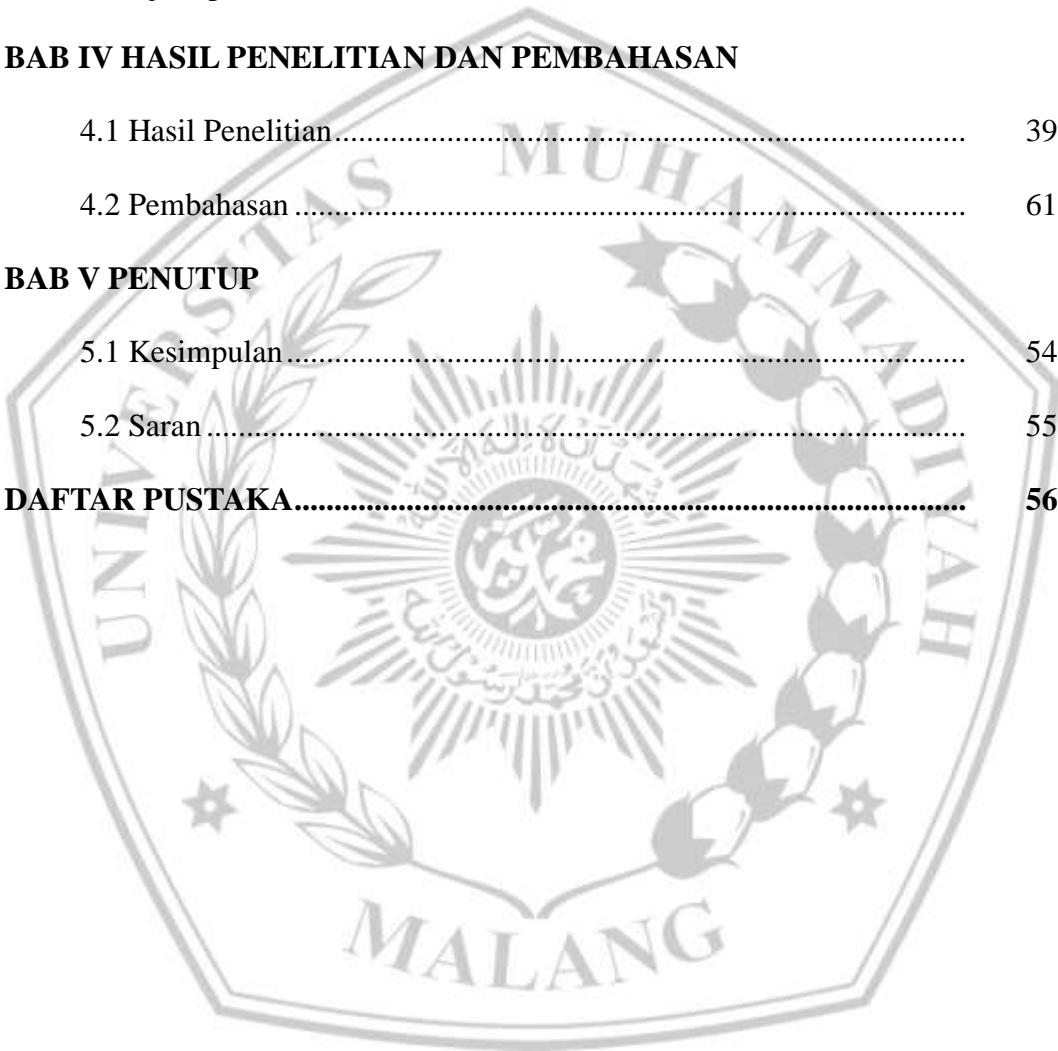 BAB IV HASIL PENELITIAN DAN PEMBAHASAN
4.1 Hasil Penelitian.................................................................................. 39
4.2 Pembahasan ...................................................................................... 61
BAB V PENUTUP
5.1 Kesimpulan ....................................................................................... 54
5.2 Saran ................................................................................................. 55
DAFTAR PUSTAKA.................................................................................. 56
UNIVERSITAS MUHAMMADIYAH
MALANG